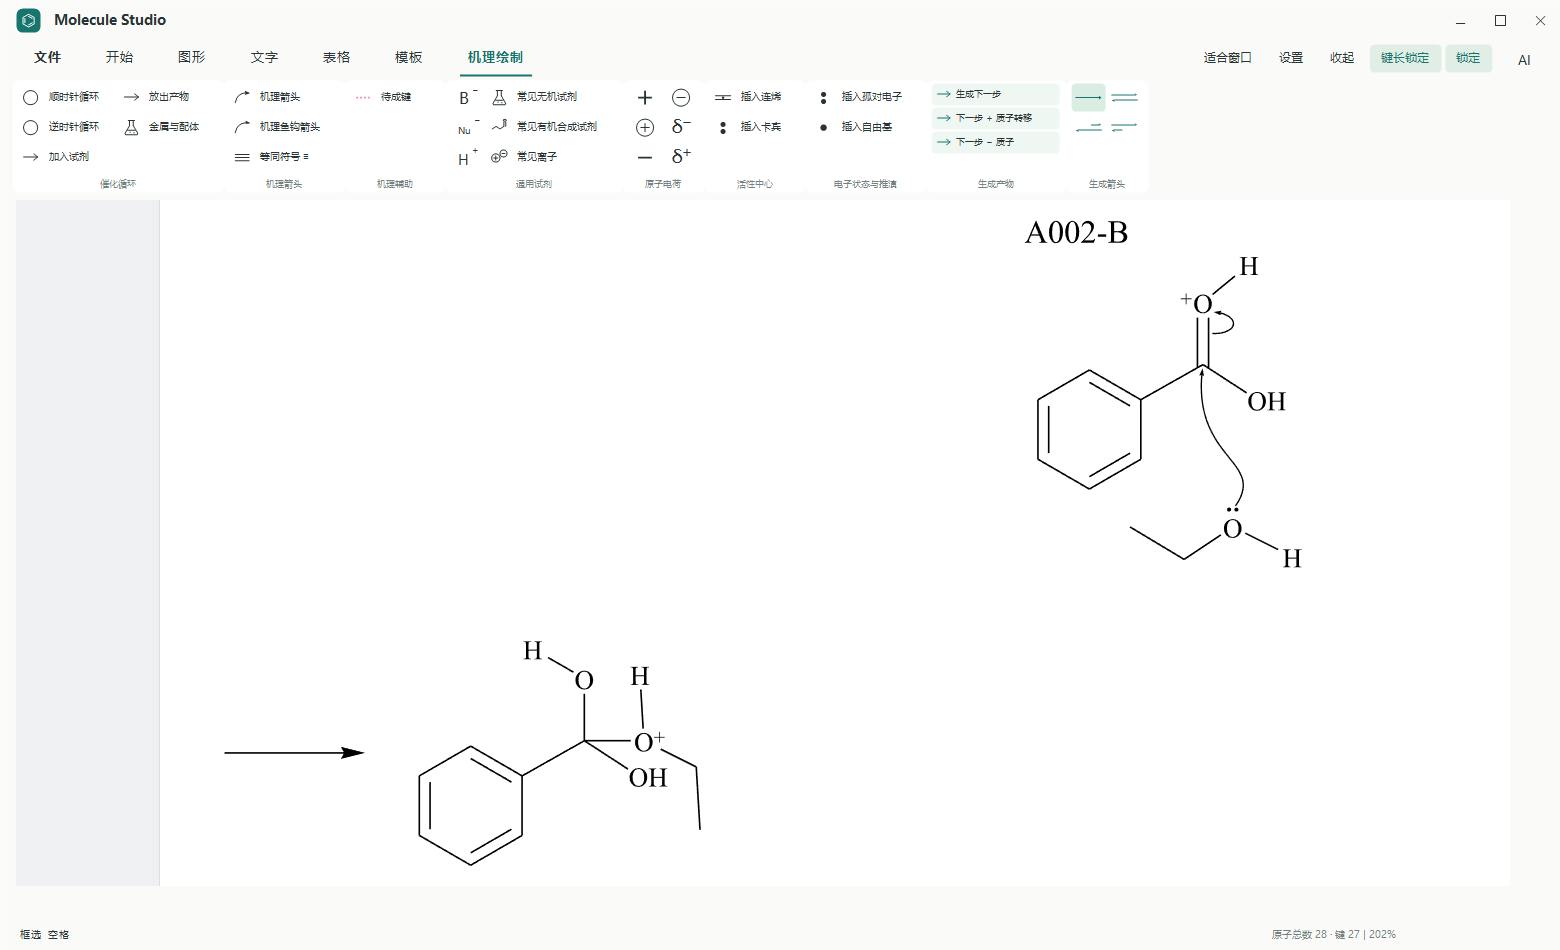 Molecule Studio
文件 开始 图形 文字 表格 模板 机理绘制 适合窗口 设置 收起 键长锁定 锁定 AI
顺时针循环 放出产物 机理箭头 待成键 B⁻ 常见无机试剂 + ⊖ 插入连烯 插入孤对电子 生成下一步
逆时针循环 金属与配体 机理鱼钩箭头 Nu⁻ 常见有机合成试剂 ⊕ δ⁻ 插入卡宾 插入自由基 下一步 + 质子转移
加入试剂 等同符号 ≡ H⁺ 常见离子 − δ⁺ 下一步 − 质子
催化循环 机理箭头 机理辅助 通用试剂 原子电荷 活性中心 电子状态与推演 生成产物 生成箭头
A002-B
H
+O
OH
O
H
H
O
H
O+
OH
框选 空格
原子总数 28 · 键 27 | 202%